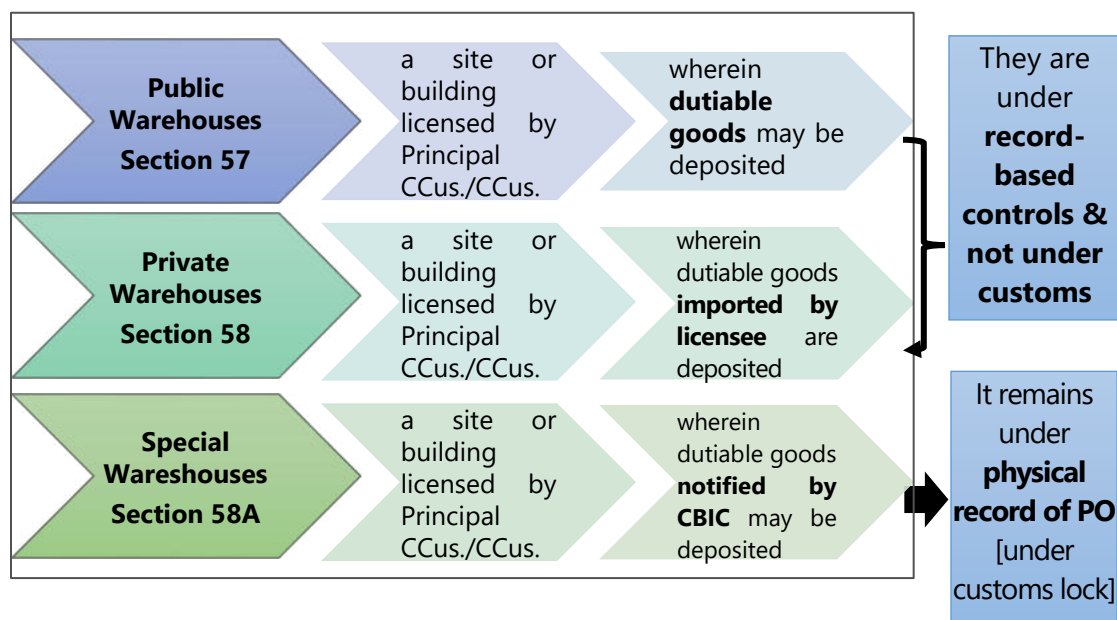 Public
Warehouses
Section 57
a site or
building
licensed by
Principal
CCus./CCus.
wherein
dutiable
goods may be
deposited
They are
under
record-
based
controls &
not under
customs
Private
Warehouses
Section 58
a site or
building
licensed by
Principal
CCus./CCus.
wherein
dutiable goods
imported by
licensee are
deposited
Special
Wareshouses
Section 58A
a site or
building
licensed by
Principal
CCus./CCus.
wherein
dutiable goods
notified by
CBIC may be
deposited
It remains
under
physical
record of PO
[under
customs lock]